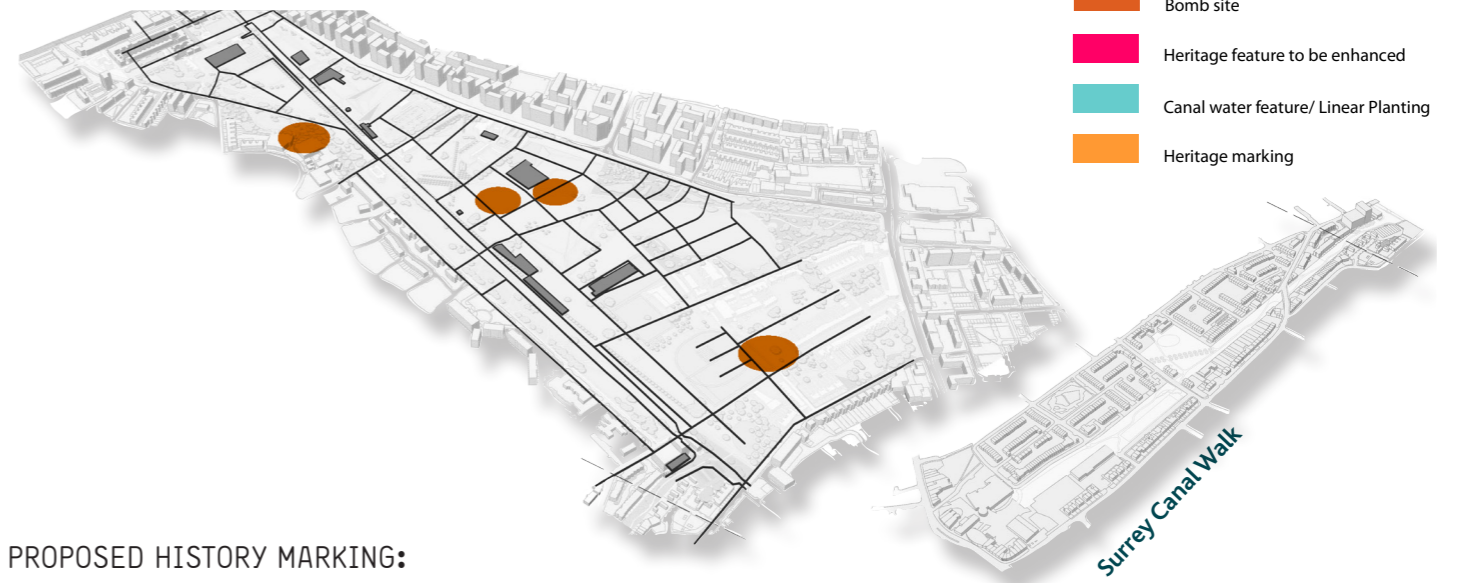 Bomb site
Heritage feature to be enhanced
Canal water feature/ Linear Planting
Heritage marking
Surrey Canal Walk
PROPOSED HISTORY MARKING: